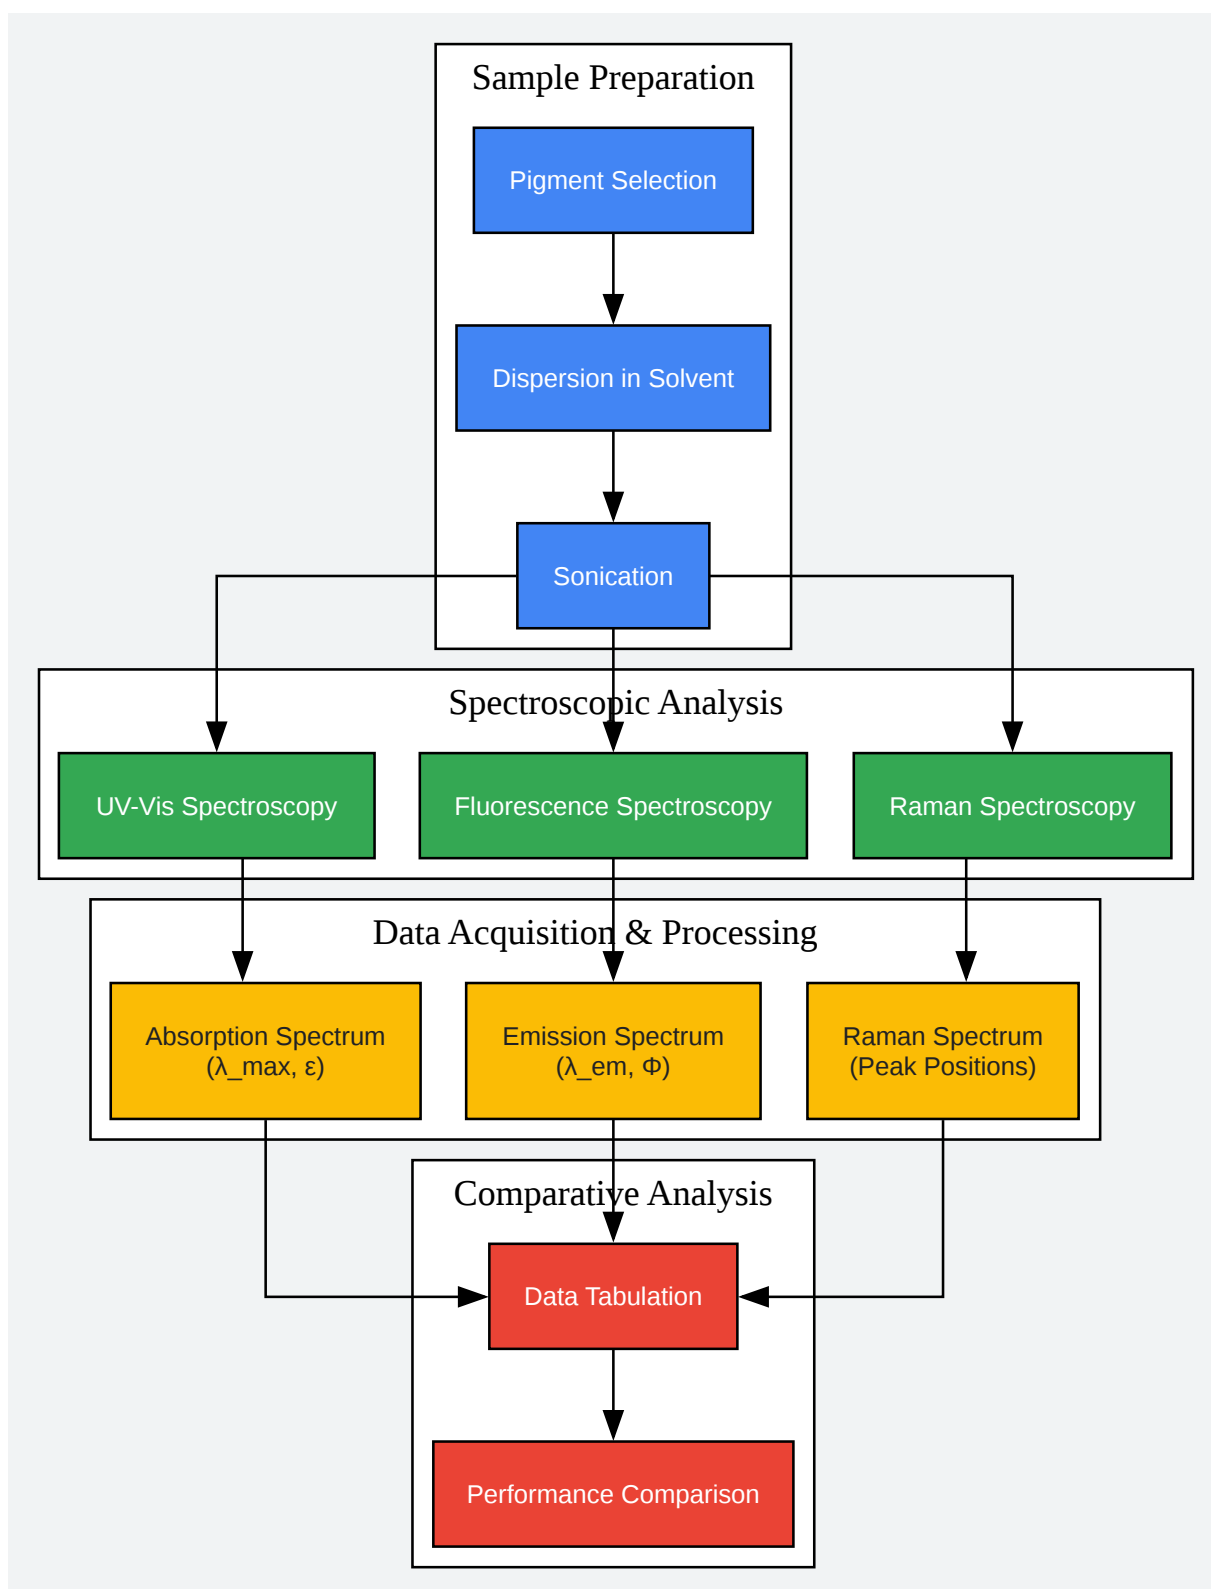 Sample Preparation
Pigment Selection
Dispersion in Solvent
Sonication
Spectroscopic Analysis
UV-Vis Spectroscopy
Fluorescence Spectroscopy
Raman Spectroscopy
Data Acquisition & Processing
Absorption Spectrum
(λ_max, ε)
Emission Spectrum
(λ_em, Φ)
Raman Spectrum
(Peak Positions)
Comparative Analysis
Data Tabulation
Performance Comparison